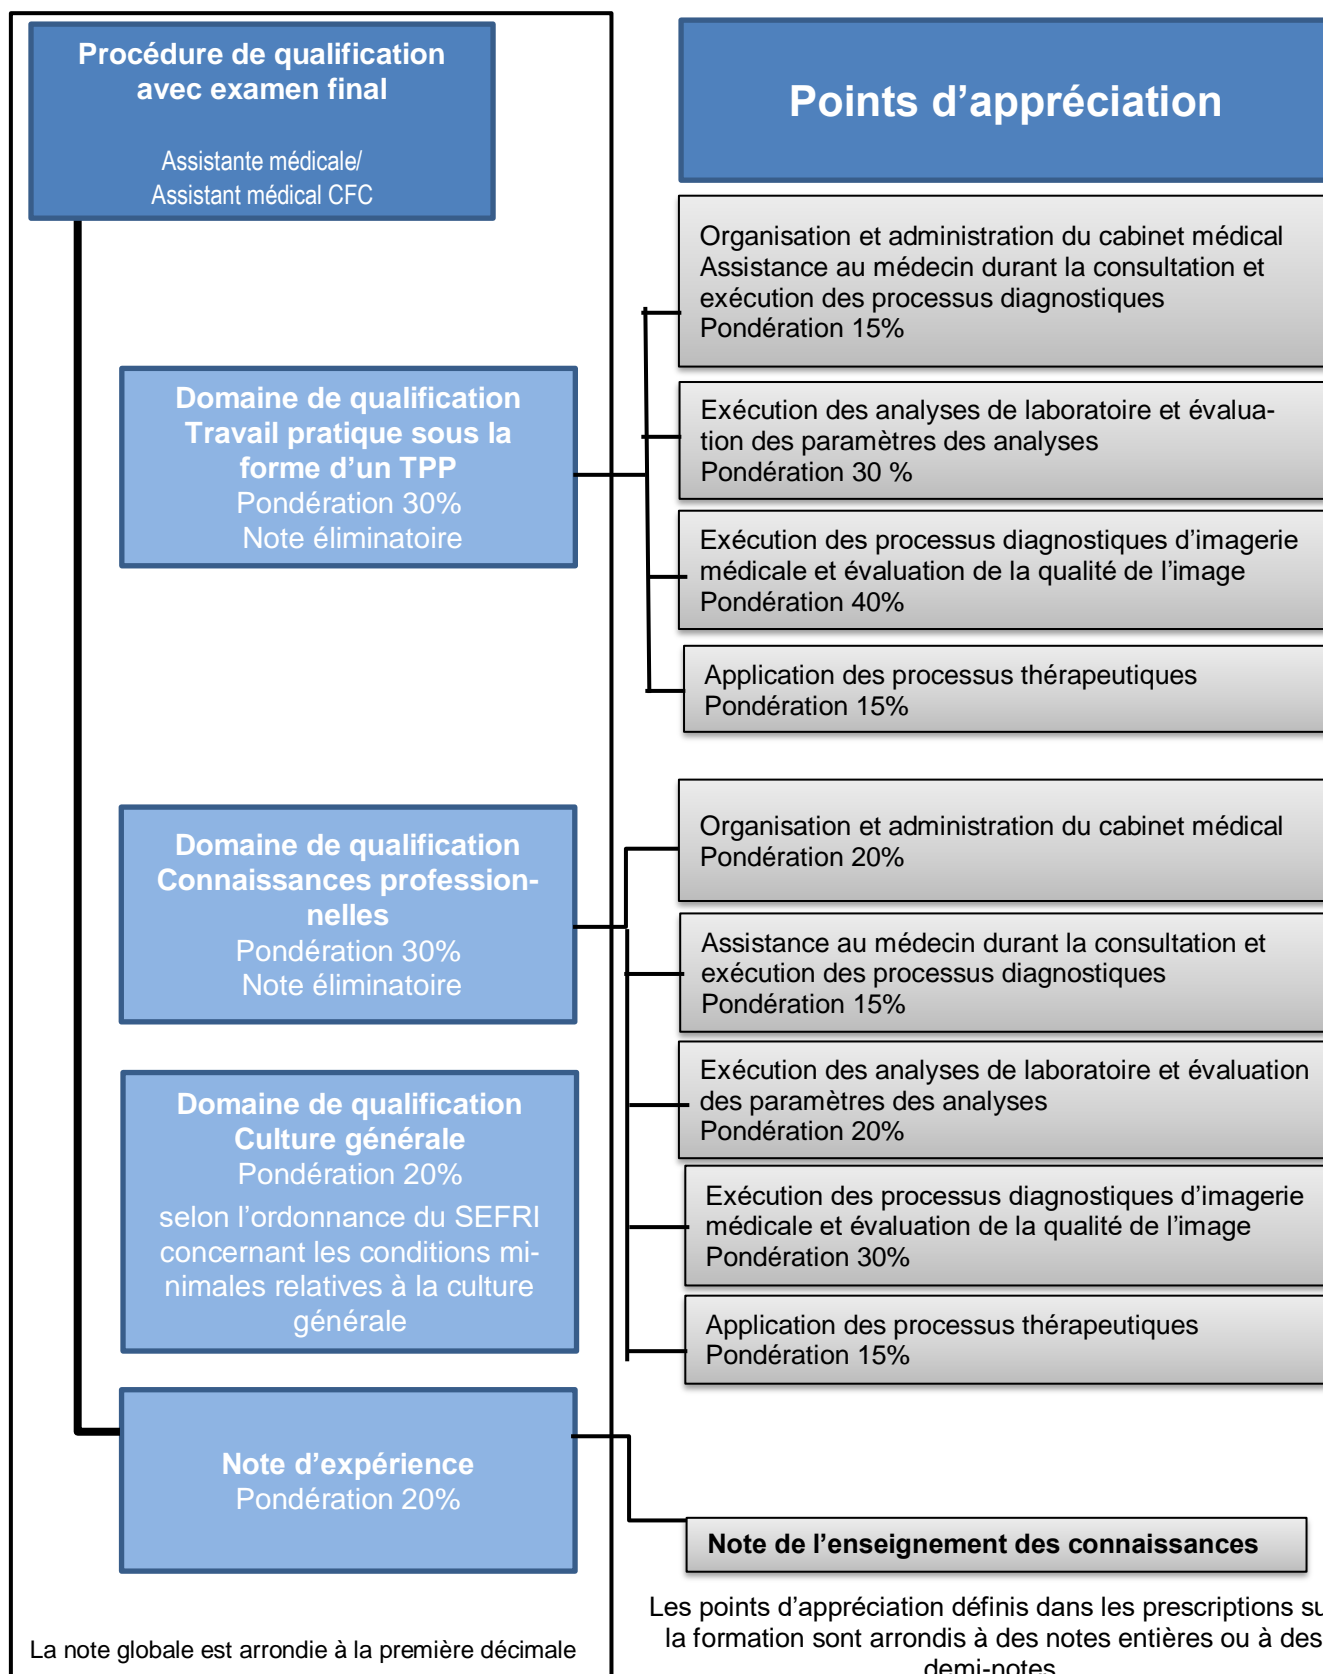 Procédure de qualification
avec examen final
Assistante médicale/
Assistant médical CFC
Points d’appréciation
Organisation et administration du cabinet médical
Assistance au médecin durant la consultation et
exécution des processus diagnostiques
Pondération 15%
Domaine de qualification
Travail pratique sous la
forme d’un TPP
Pondération 30%
Note éliminatoire
Exécution des analyses de laboratoire et évalua-
tion des paramètres des analyses
Pondération 30 %
Exécution des processus diagnostiques d’imagerie
médicale et évaluation de la qualité de l’image
Pondération 40%
Application des processus thérapeutiques
Pondération 15%
Domaine de qualification
Connaissances profession-
nelles
Pondération 30%
Note éliminatoire
Organisation et administration du cabinet médical
Pondération 20%
Assistance au médecin durant la consultation et
exécution des processus diagnostiques
Pondération 15%
Exécution des analyses de laboratoire et évaluation
des paramètres des analyses
Pondération 20%
Exécution des processus diagnostiques d’imagerie
médicale et évaluation de la qualité de l’image
Pondération 30%
Application des processus thérapeutiques
Pondération 15%
Domaine de qualification
Culture générale
Pondération 20%
selon l’ordonnance du SEFRI
concernant les conditions mi-
nimales relatives à la culture
générale
Note d’expérience
Pondération 20%
Note de l’enseignement des connaissances
La note globale est arrondie à la première décimale
Les points d’appréciation définis dans les prescriptions su
la formation sont arrondis à des notes entières ou à des
demi-notes